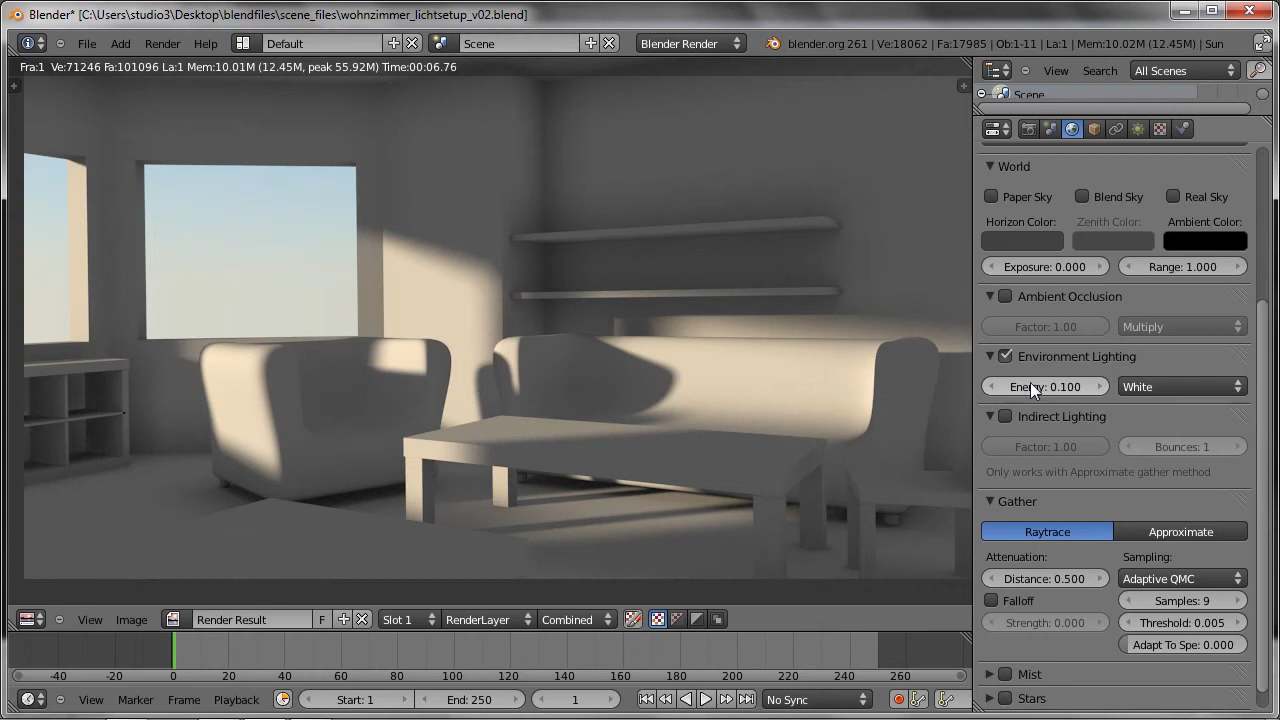 Blender* [C:\Users\studio3\Desktop\blendfiles\scene_files\wohnzimmer_lichtsetup_v02.blend]
File Add Render Help Default Scene Blender Render blender.org 261 | Ve:18062 | Fa:17985 | Ob:1-11 | La:1 | Mem:10.02M (12.45M) | Sun
Fra:1 Ve:71246 Fa:101096 La:1 Mem:10.01M (12.45M, peak 55.92M) Time:00:06.76
View Search All Scenes
Scene
World
Paper Sky Blend Sky Real Sky
Horizon Color: Zenith Color: Ambient Color:
Exposure: 0.000 Range: 1.000
Ambient Occlusion
Factor: 1.00 Multiply
Environment Lighting
Energy: 0.100 White
Indirect Lighting
Factor: 1.00 Bounces: 1
Only works with Approximate gather method
Gather
Raytrace Approximate
Attenuation: Sampling:
Distance: 0.500 Adaptive QMC
Falloff Samples: 9
Strength: 0.000 Threshold: 0.005
Adapt To Spe: 0.000
Mist
Stars
View Image Render Result F Slot 1 RenderLayer Combined
-40 -20 0 20 40 60 80 100 120 140 160 180 200 220 240 260
View Marker Frame Playback Start: 1 End: 250 1 No Sync